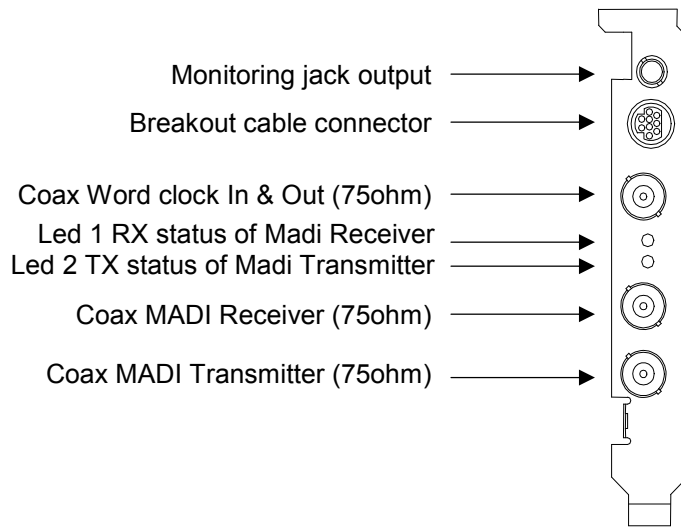 Monitoring jack output
Breakout cable connector
Coax Word clock In & Out (75ohm)
Led 1 RX status of Madi Receiver
Led 2 TX status of Madi Transmitter
Coax MADI Receiver (75ohm)
Coax MADI Transmitter (75ohm)